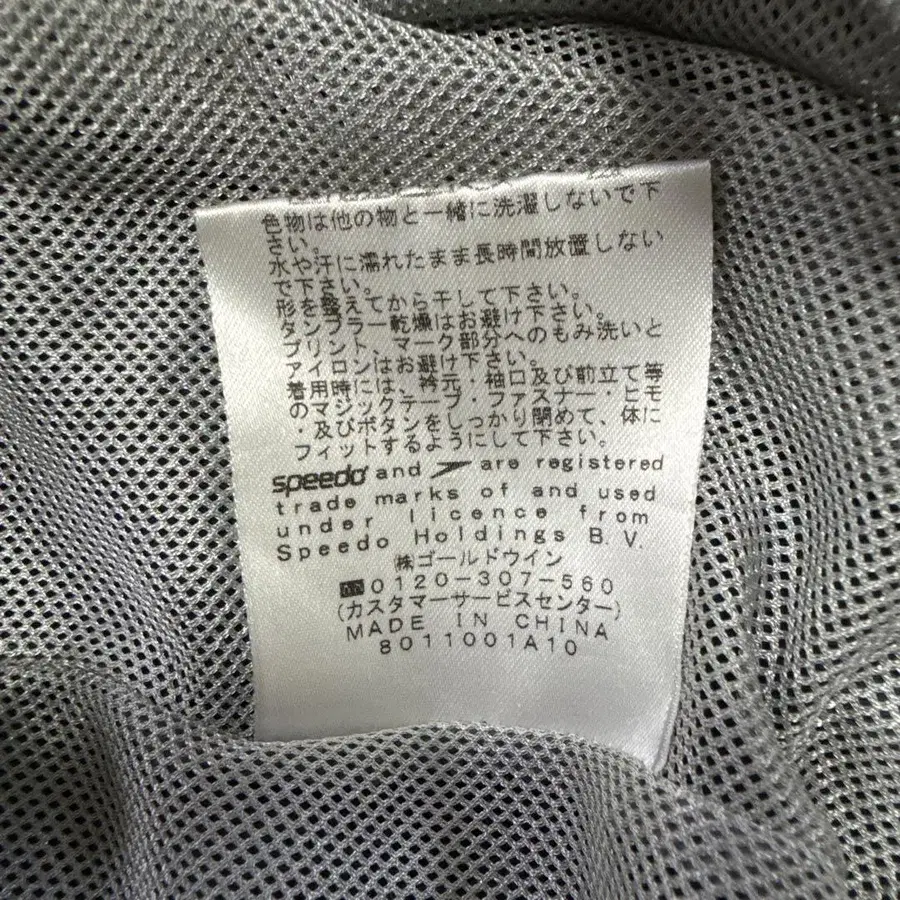 色物は他の物と一緒に洗濯しないで下
さい。
水や汗に濡れたまま長時間放置しない
で下さい。
形を整えてから干して下さい。
タンブラー乾燥はお避け下さい。
プリント、マーク部分へのもみ洗いと
アイロンはお避け下さい。
着用時には、衿元・袖口及び前立て等
のマジックテープ・ファスナー・ヒモ
・及びボタンをしっかり閉めて、体に
フィットするようにして下さい。
speedo and are registered
trade marks of and used
under licence from
Speedo Holdings B.V.
㈱ゴールドウイン
0120-307-560
(カスタマーサービスセンター)
MADE IN CHINA
8011001A10